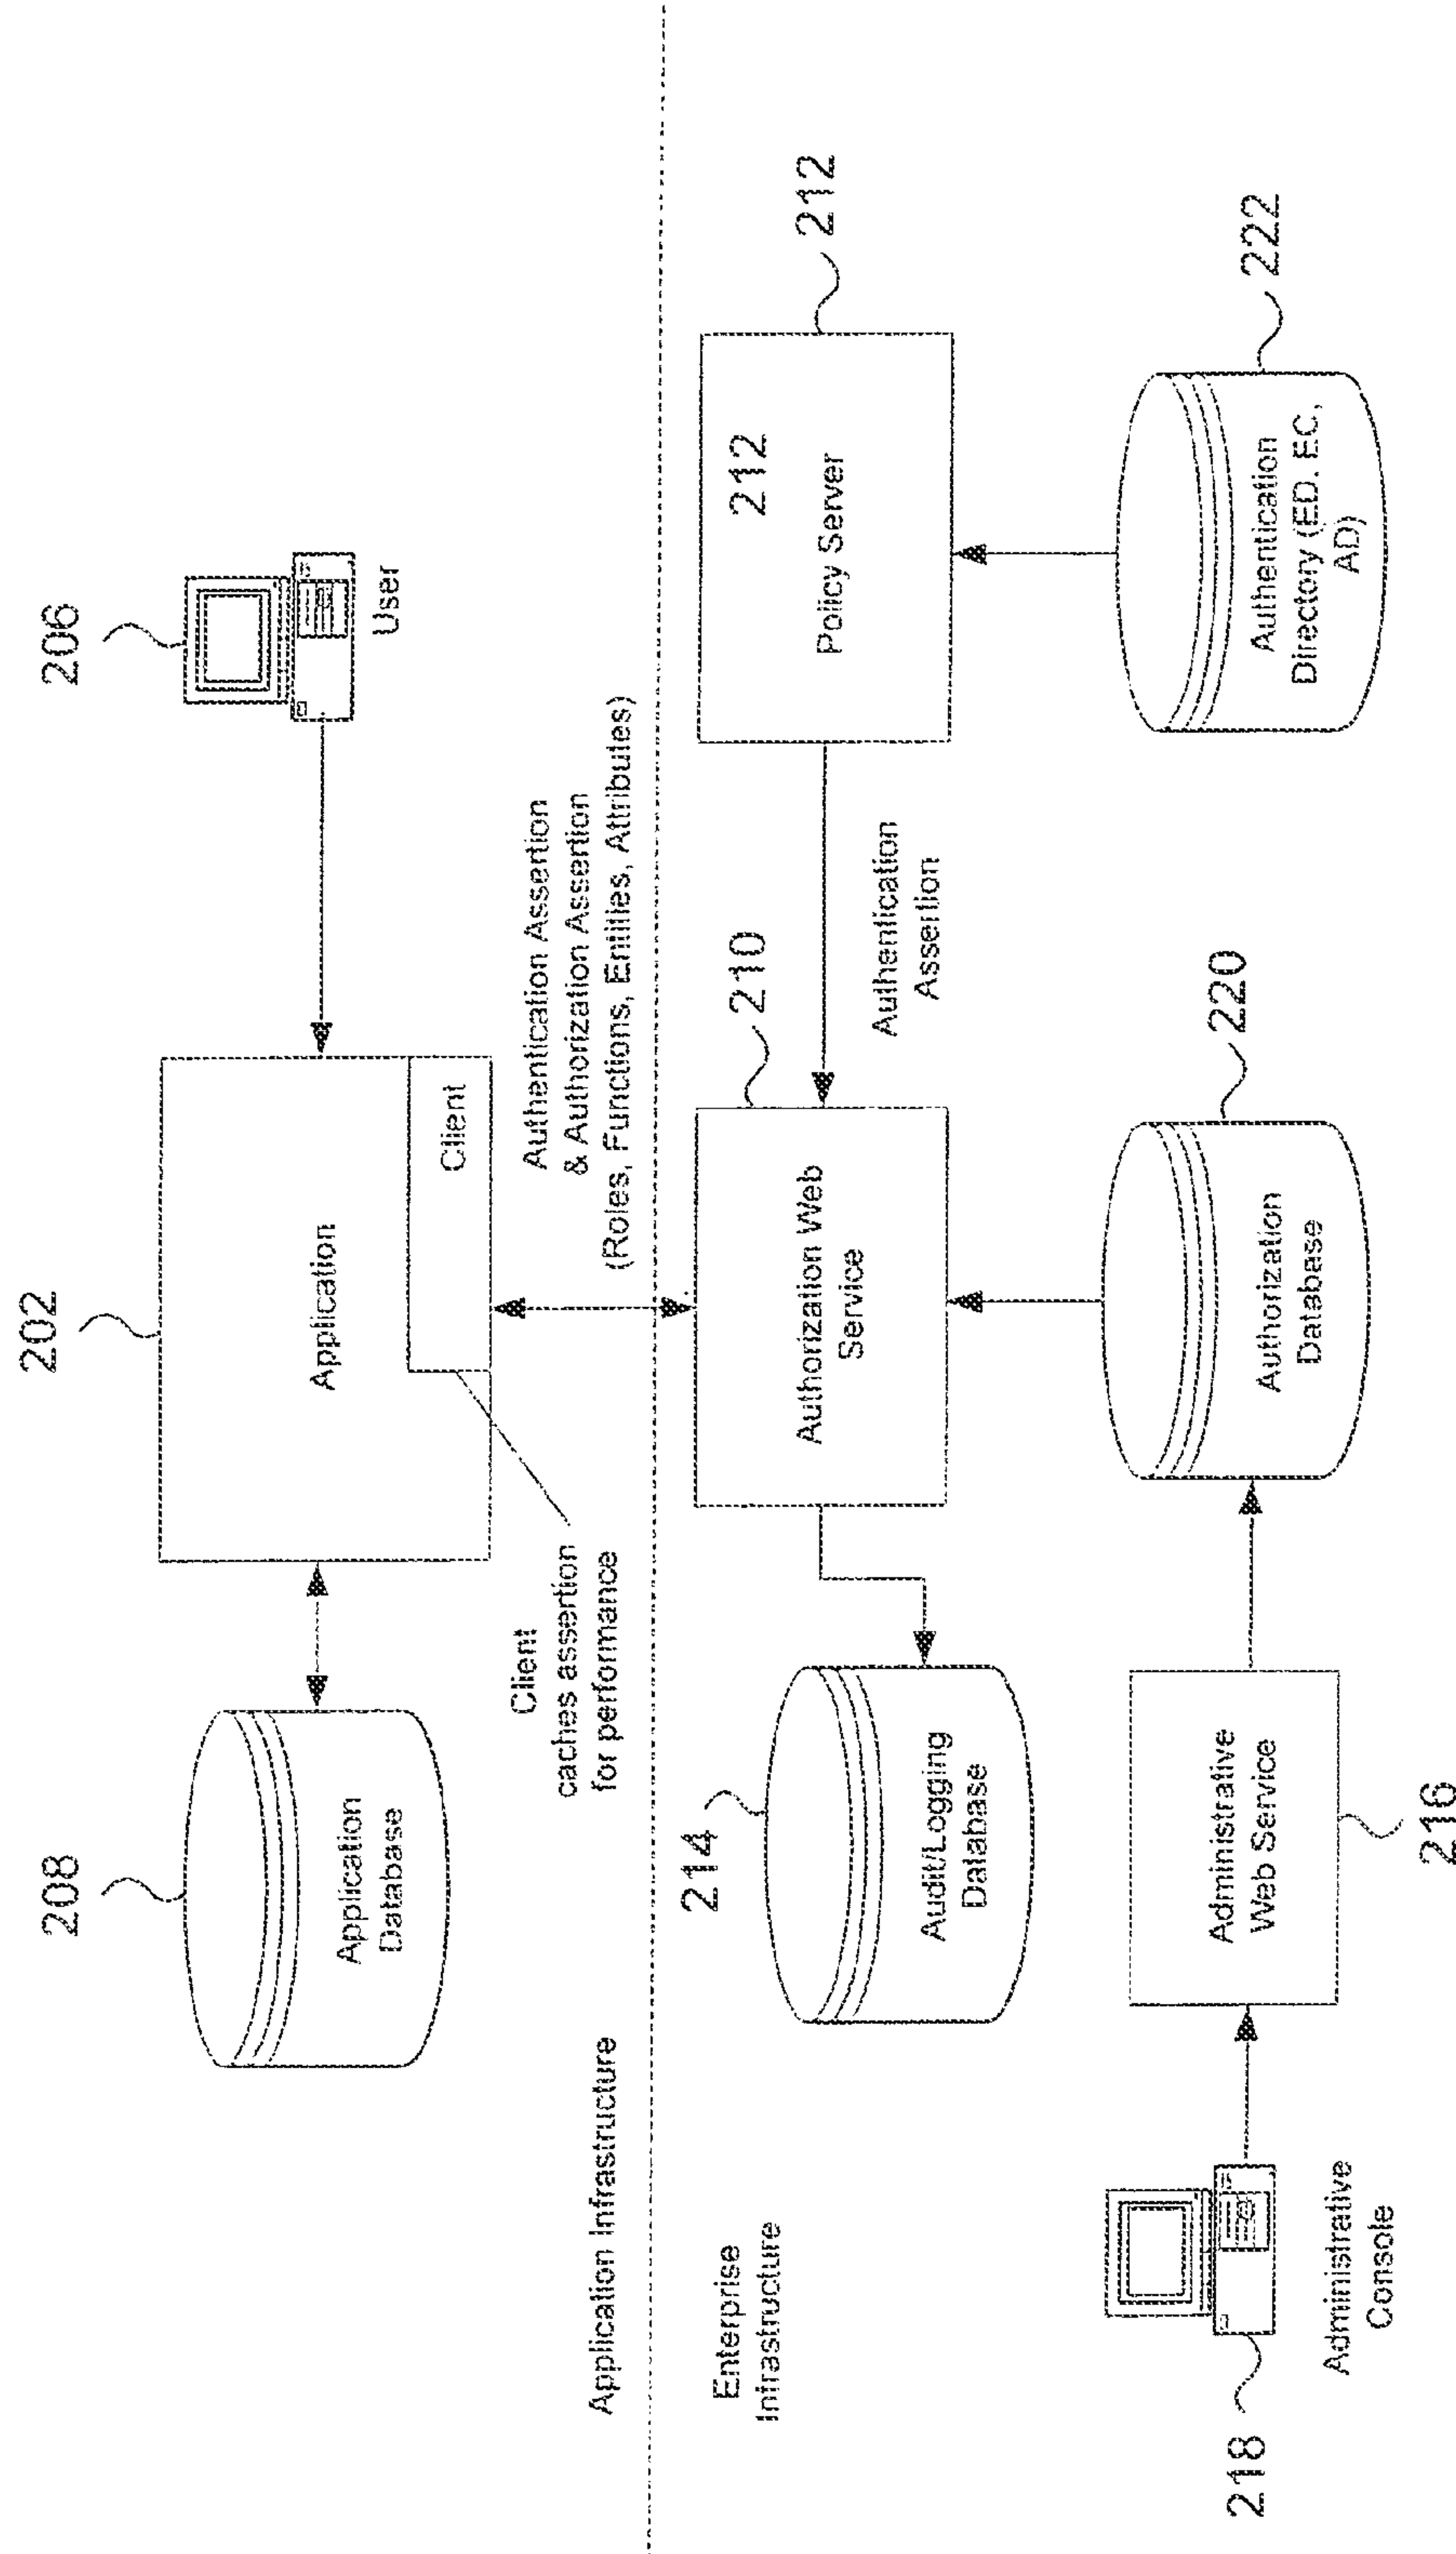 208
202
206
Application
Database
Application
Client
User
Client
caches assertion
for performance
Authentication Assertion
& Authorization Assertion
(Roles, Functions, Entities, Attributes)
Application Infrastructure
Enterprise
Infrastructure
214
Audit/Logging
Database
210
Authorization Web
Service
Authentication
Assertion
212
Policy Server
212
218
Administrative
Console
Administrative
Web Service
216
220
Authorization
Database
222
Authentication
Directory (ED, EC,
AD)